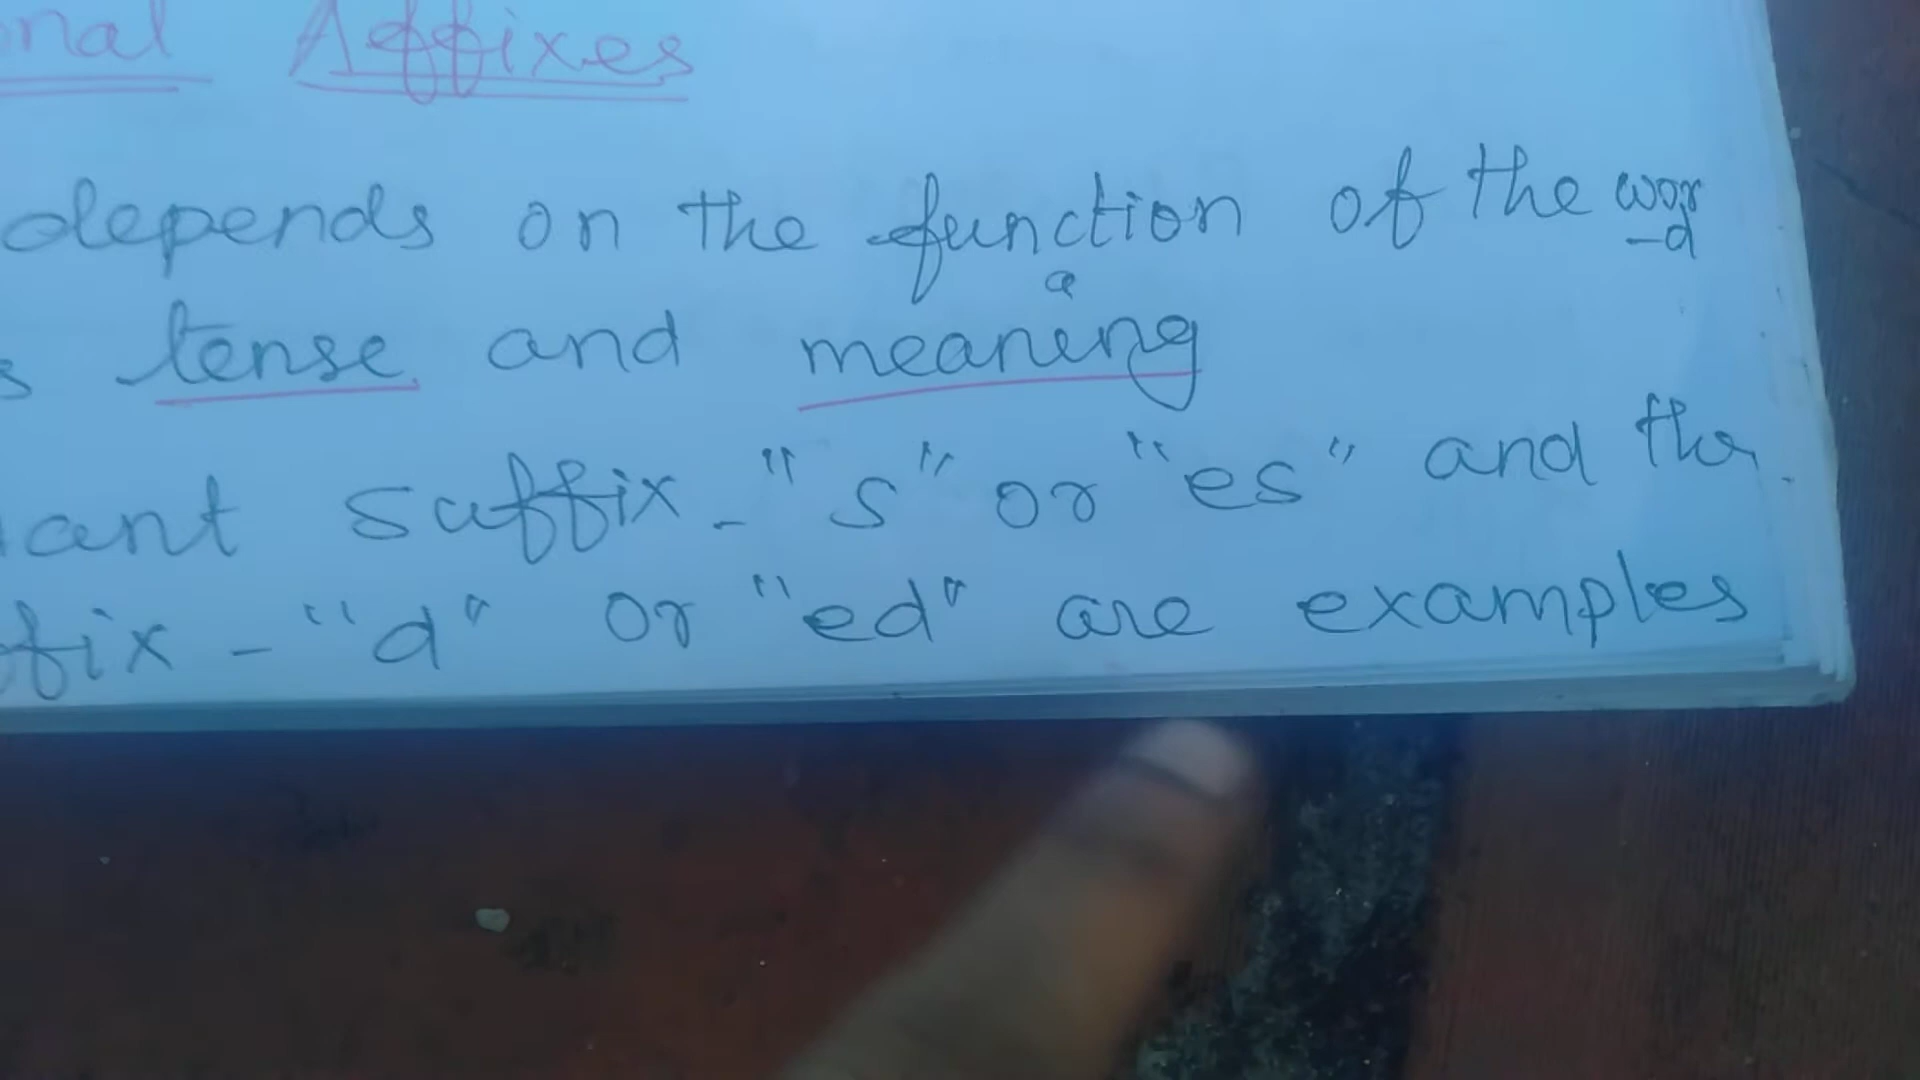 nal Affixes
depends on the function of the wor
-d
s tense and meaning
ant suffix - "s" or "es" and the
fix - "d" or "ed" are examples